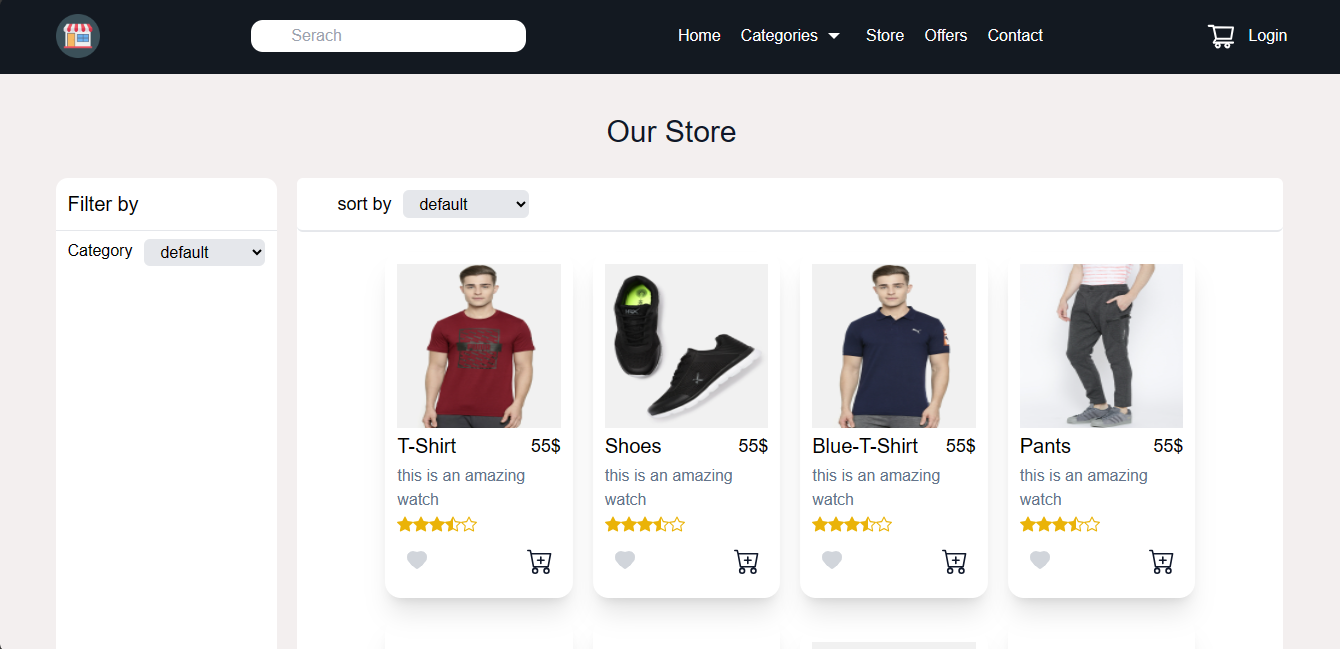 Serach
Home Categories Store Offers Contact
Login
Our Store
Filter by
Category default
sort by default
T-Shirt 55$
this is an amazing
watch
Shoes 55$
this is an amazing
watch
Blue-T-Shirt 55$
this is an amazing
watch
Pants 55$
this is an amazing
watch